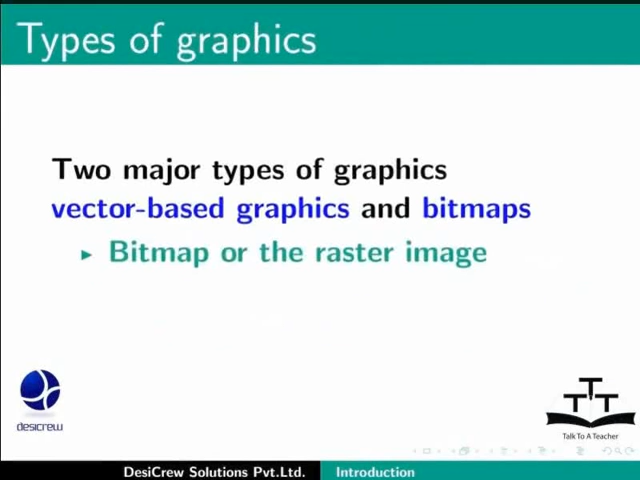 Types of graphics
Two major types of graphics
vector-based graphics and bitmaps
Bitmap or the raster image
desicrew
TTT
Talk To A Teacher
DesiCrew Solutions Pvt.Ltd. Introduction